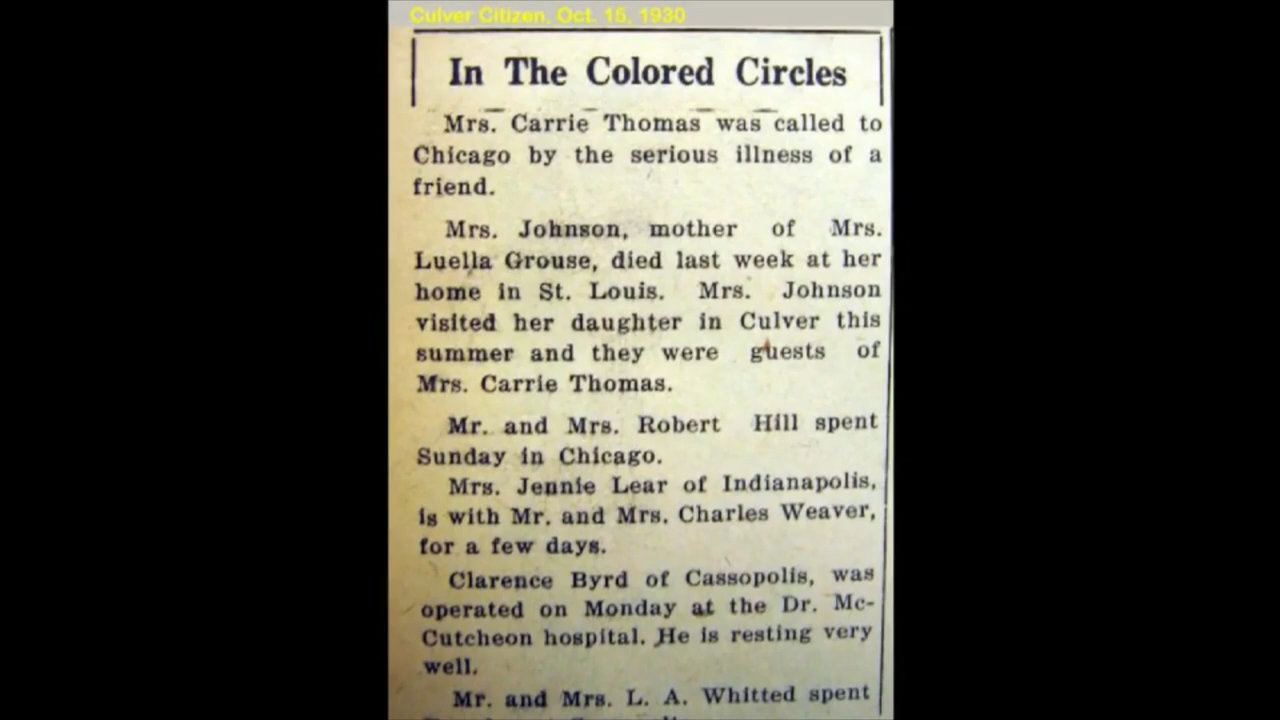 Culver Citizen, Oct. 15, 1930
In The Colored Circles
Mrs. Carrie Thomas was called to
Chicago by the serious illness of a
friend.
Mrs. Johnson, mother of Mrs.
Luella Grouse, died last week at her
home in St. Louis. Mrs. Johnson
visited her daughter in Culver this
summer and they were guests of
Mrs. Carrie Thomas.
Mr. and Mrs. Robert Hill spent
Sunday in Chicago.
Mrs. Jennie Lear of Indianapolis,
is with Mr. and Mrs. Charles Weaver,
for a few days.
Clarence Byrd of Cassopolis, was
operated on Monday at the Dr. Mc-
Cutcheon hospital. He is resting very
well.
Mr. and Mrs. L. A. Whitted spent